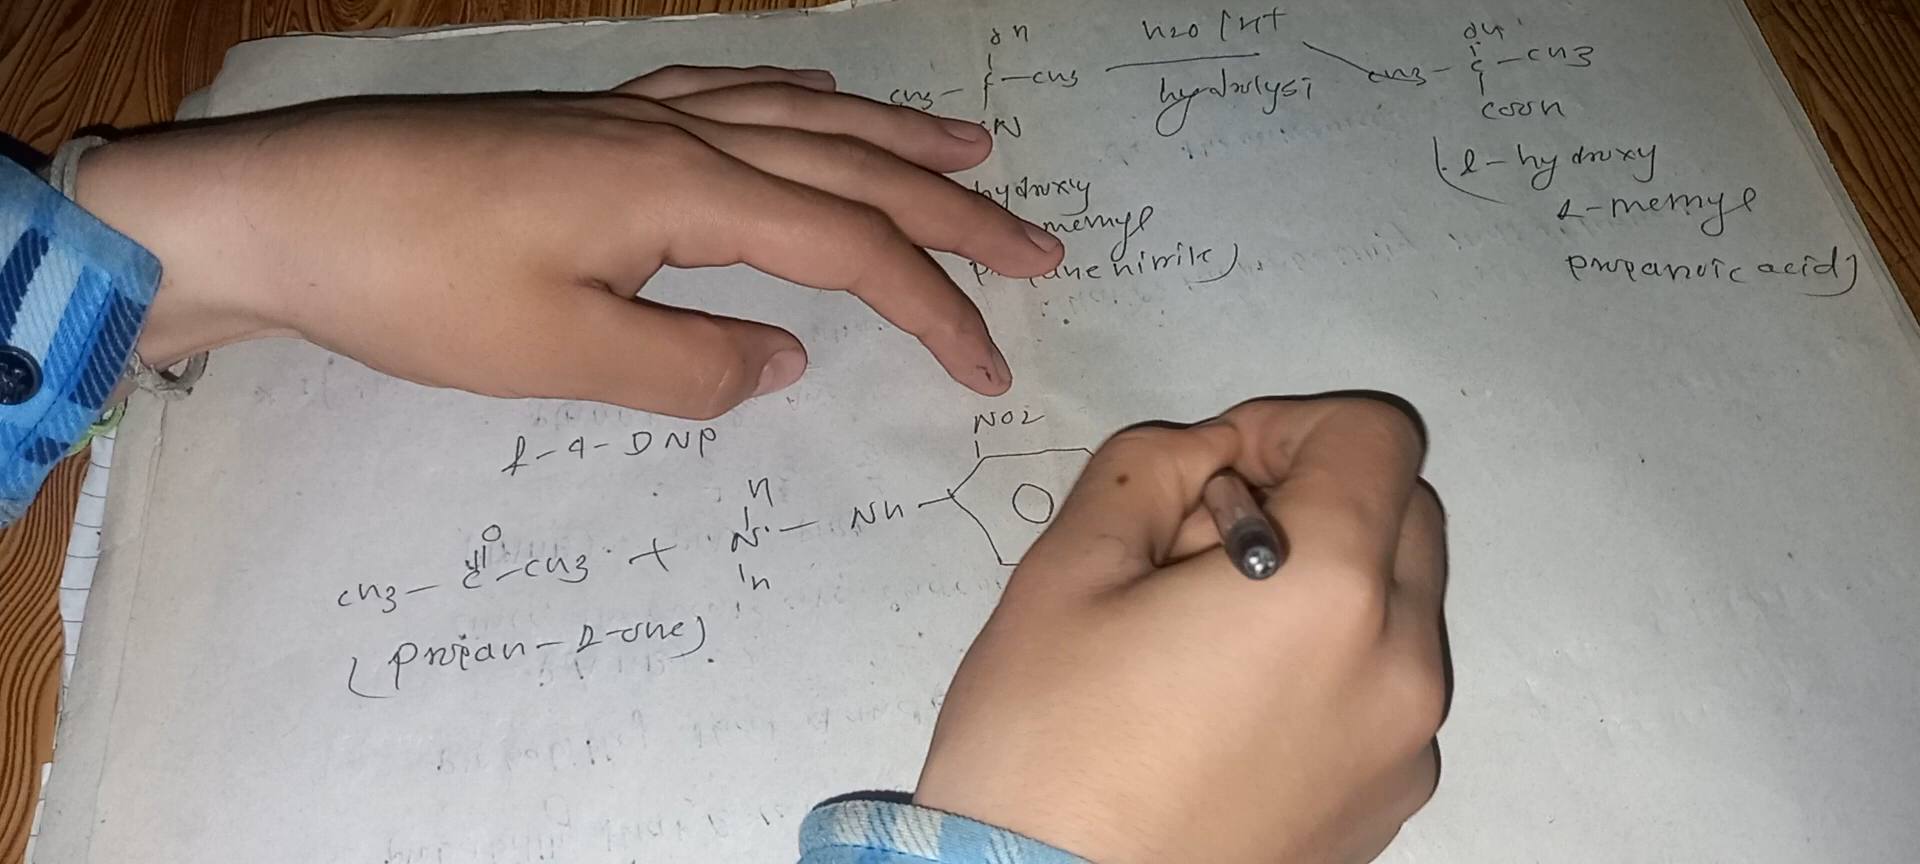 OH
CH3-C-CH3
CN
H2O/H+
hydrolysi
OH
CH3-C-CH3
COOH
hydroxy
methyl
nitrile)
(2-hydroxy
2-methyl
propanoic acid)
2-4-DNP
NO2
O
CH3-C-CH3 + N-NH
H
H
(propan-2-one).